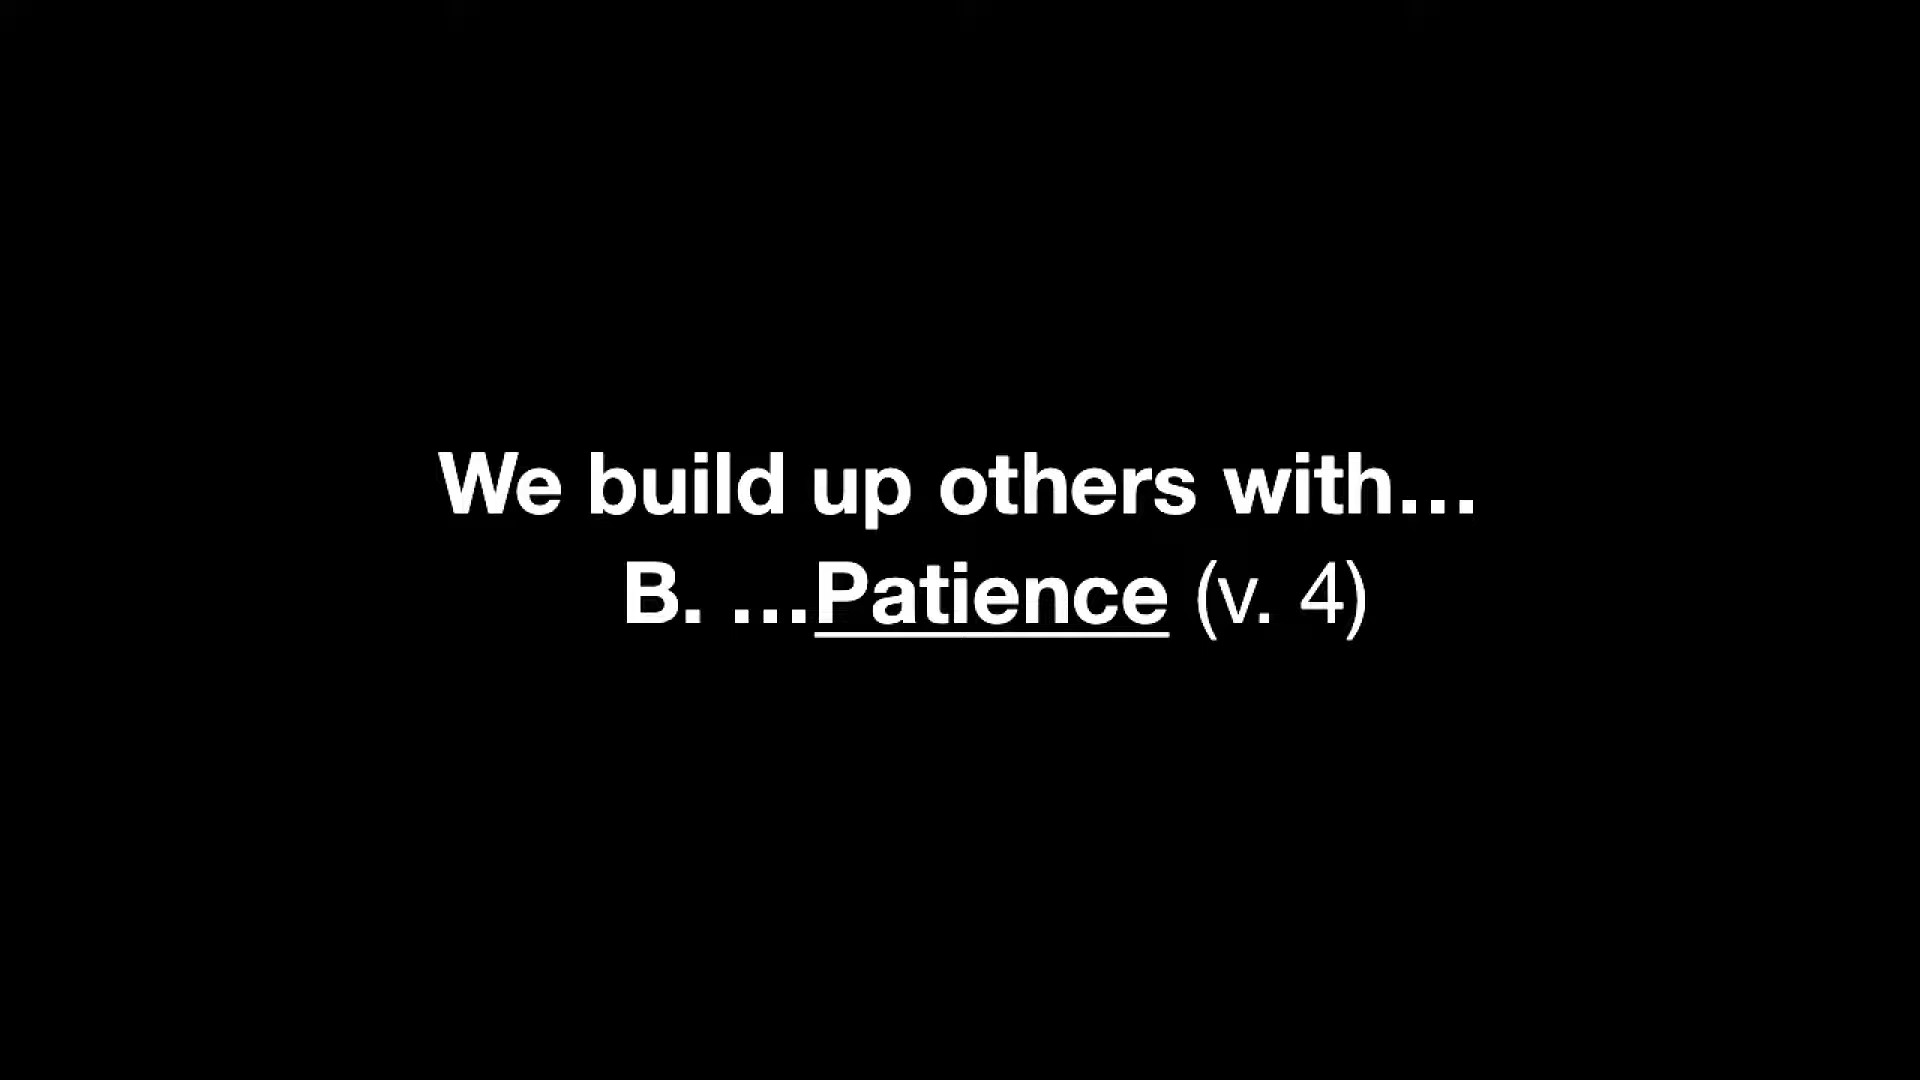 We build up others with…
B. …Patience (v. 4)